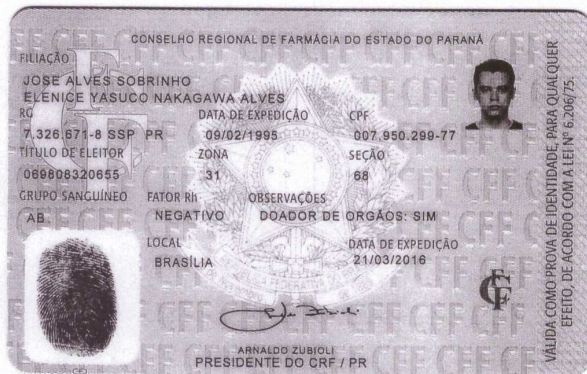 CONSELHO REGIONAL DE FARMÁCIA DO ESTADO DO PARANÁ
FILIAÇÃO
JOSE ALVES SOBRINHO
ELENICE YASUCO NAKAGAWA ALVES
RG DATA DE EXPEDIÇÃO CPF
7.326.671-8 SSP PR 09/02/1995 007.950.299-77
TÍTULO DE ELEITOR ZONA SEÇÃO
069808320655 31 68
GRUPO SANGUÍNEO FATOR Rh OBSERVAÇÕES
AB NEGATIVO DOADOR DE ORGÃOS: SIM
LOCAL DATA DE EXPEDIÇÃO
BRASÍLIA 21/03/2016
ARNALDO ZUBIOLI
PRESIDENTE DO CRF / PR
VÁLIDA COMO PROVA DE IDENTIDADE, PARA QUALQUER
EFEITO, DE ACORDO COM A LEI Nº 6.206/75.
CFF